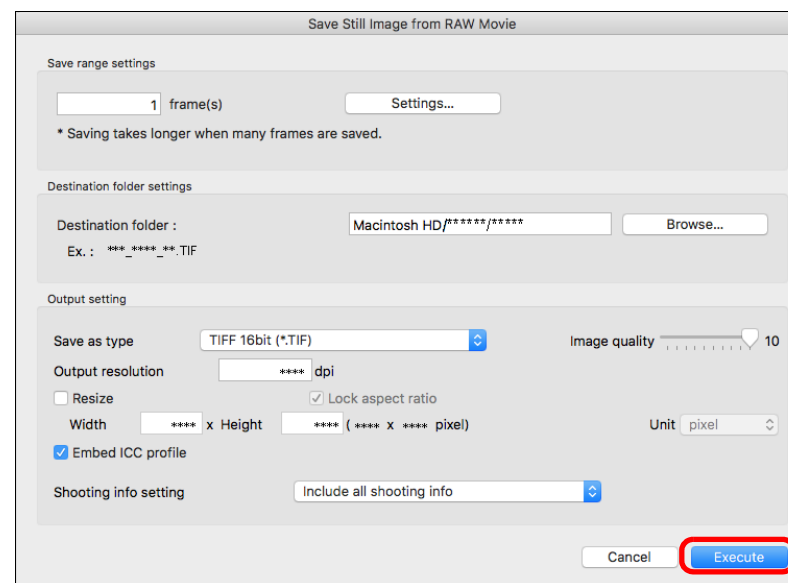 Save Still Image from RAW Movie
Save range settings
1 frame(s) Settings...
* Saving takes longer when many frames are saved.
Destination folder settings
Destination folder : Macintosh HD/******/***** Browse...
Ex. : ***_****_**.TIF
Output setting
Save as type TIFF 16bit (*.TIF) Image quality 10
Output resolution **** dpi
Resize Lock aspect ratio
Width **** x Height **** ( **** x **** pixel) Unit pixel
Embed ICC profile
Shooting info setting Include all shooting info
Cancel Execute